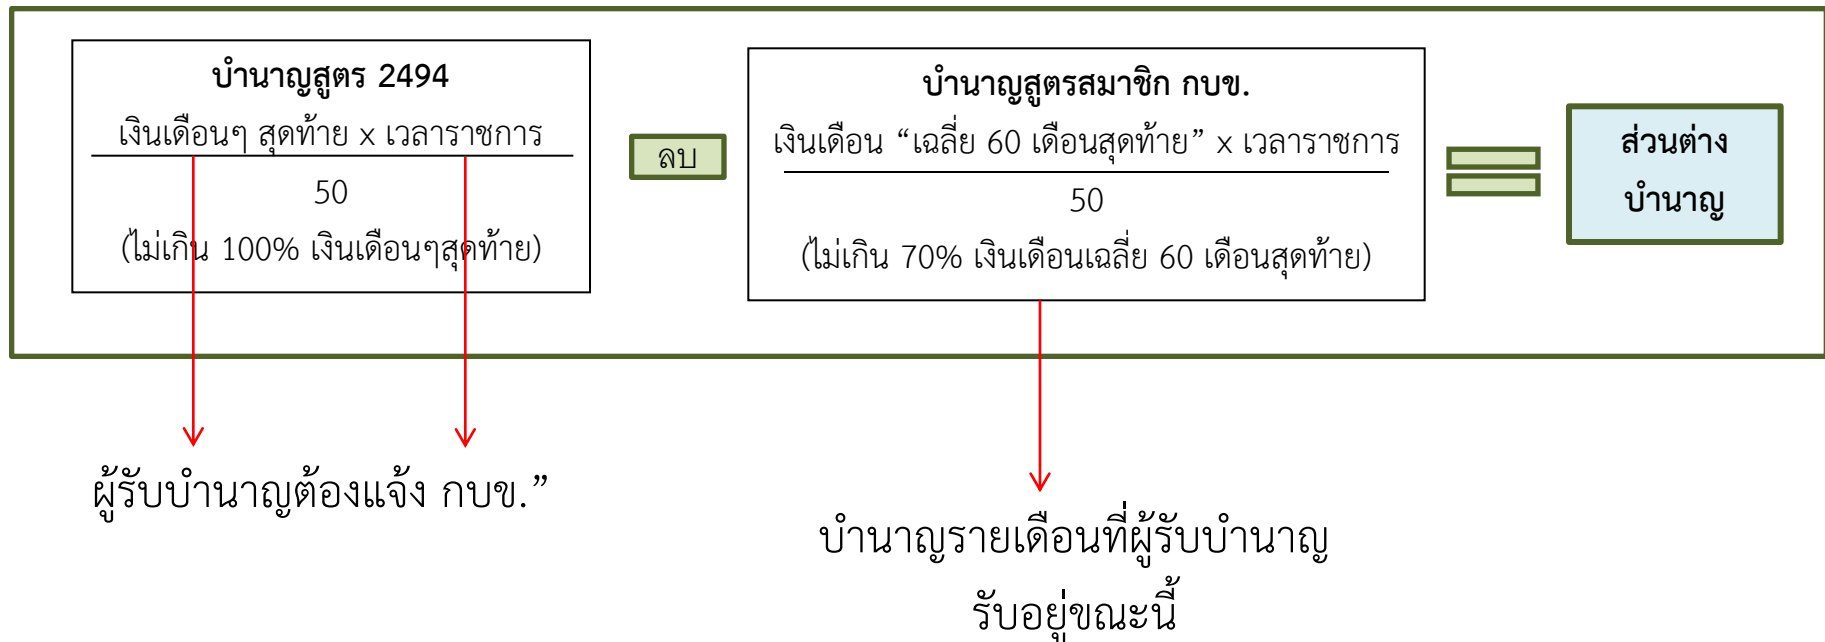 บำนาญสูตร 2494
เงินเดือนๆ สุดท้าย x เวลาราชการ
50
(ไม่เกิน 100% เงินเดือนๆสุดท้าย)
ลบ
บำนาญสูตรสมาชิก กบข.
เงินเดือน “เฉลี่ย 60 เดือนสุดท้าย” x เวลาราชการ
50
(ไม่เกิน 70% เงินเดือนเฉลี่ย 60 เดือนสุดท้าย)
ส่วนต่าง
บำนาญ
ผู้รับบำนาญต้องแจ้ง กบข.”
บำนาญรายเดือนที่ผู้รับบำนาญ
รับอยู่ขณะนี้